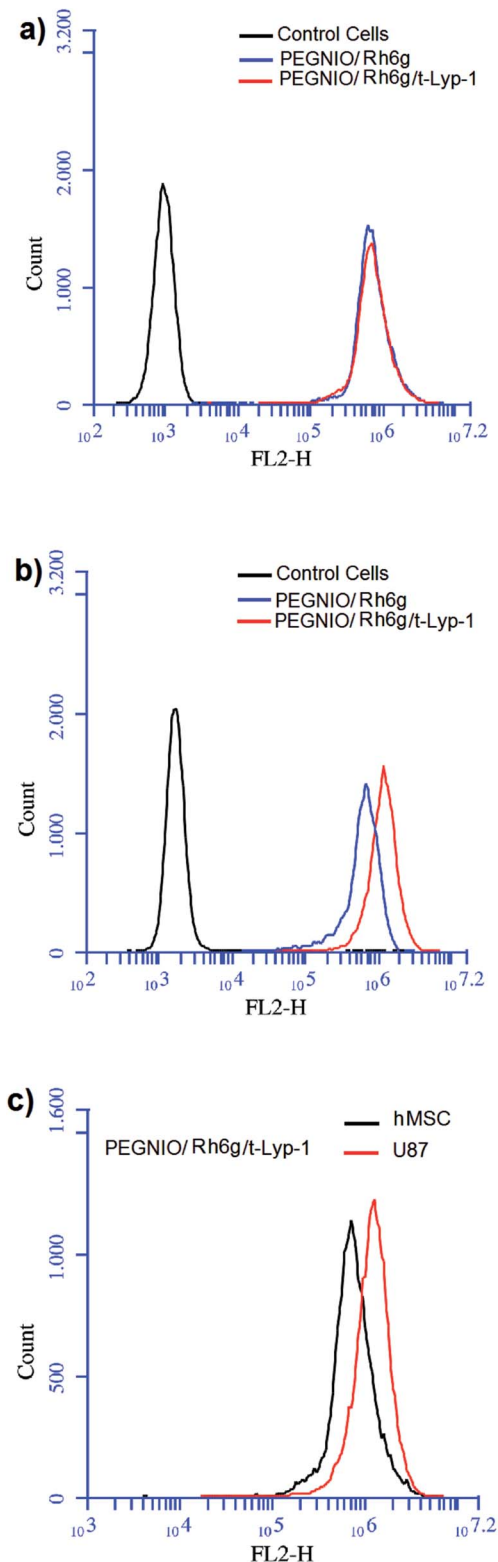 a)
3.200
2.000
1.000
0
Count
Control Cells
PEGNIO/Rh6g
PEGNIO/Rh6g/t-Lyp-1
10^2 10^3 10^4 10^5 10^6 10^7.2
FL2-H
b)
3.200
2.000
1.000
0
Count
Control Cells
PEGNIO/Rh6g
PEGNIO/Rh6g/t-Lyp-1
10^2 10^3 10^4 10^5 10^6 10^7.2
FL2-H
c)
1.600
1.000
500
0
Count
PEGNIO/Rh6g/t-Lyp-1
hMSC
U87
10^3 10^4 10^5 10^6 10^7.2
FL2-H